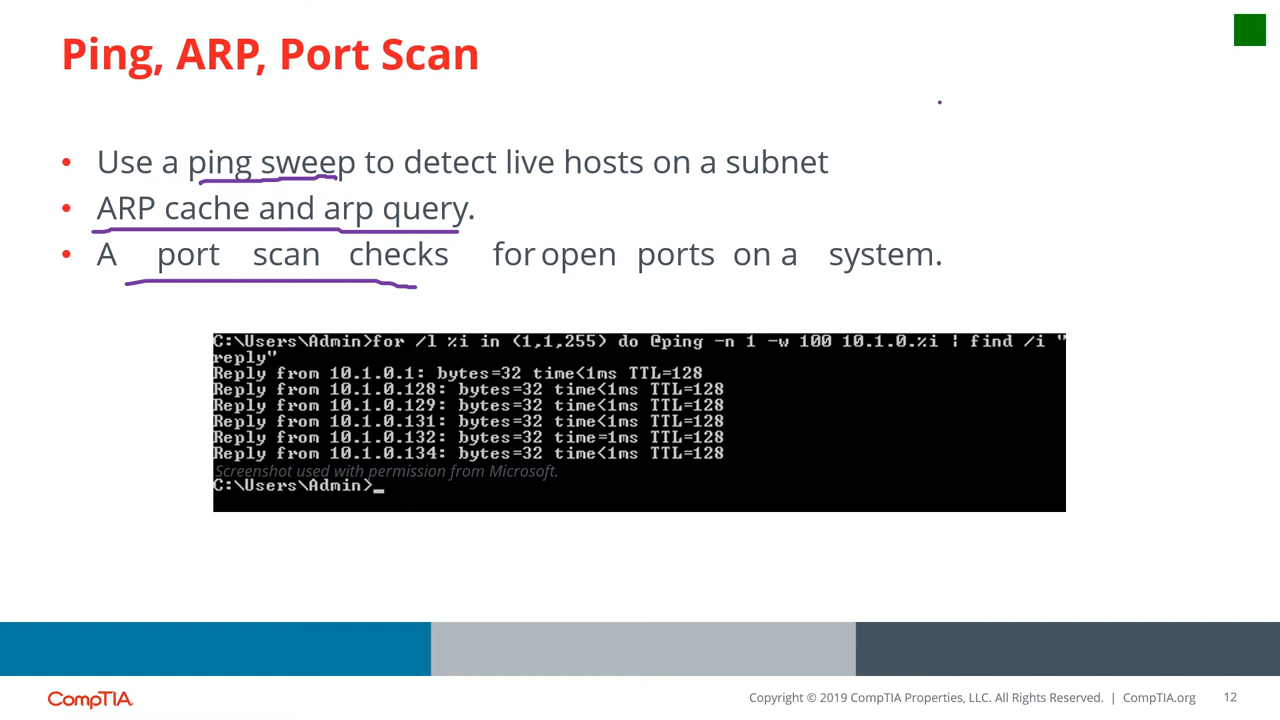 Ping, ARP, Port Scan
• Use a ping sweep to detect live hosts on a subnet
• ARP cache and arp query.
• A port scan checks for open ports on a system.
C:\Users\Admin>for /l %i in (1,1,255) do @ping -n 1 -w 100 10.1.0.%i | find /i "
reply"
Reply from 10.1.0.1: bytes=32 time<1ms TTL=128
Reply from 10.1.0.128: bytes=32 time<1ms TTL=128
Reply from 10.1.0.129: bytes=32 time<1ms TTL=128
Reply from 10.1.0.131: bytes=32 time<1ms TTL=128
Reply from 10.1.0.132: bytes=32 time=1ms TTL=128
Reply from 10.1.0.134: bytes=32 time<1ms TTL=128
Screenshot used with permission from Microsoft.
C:\Users\Admin>_
CompTIA.
Copyright © 2019 CompTIA Properties, LLC. All Rights Reserved. | CompTIA.org 12